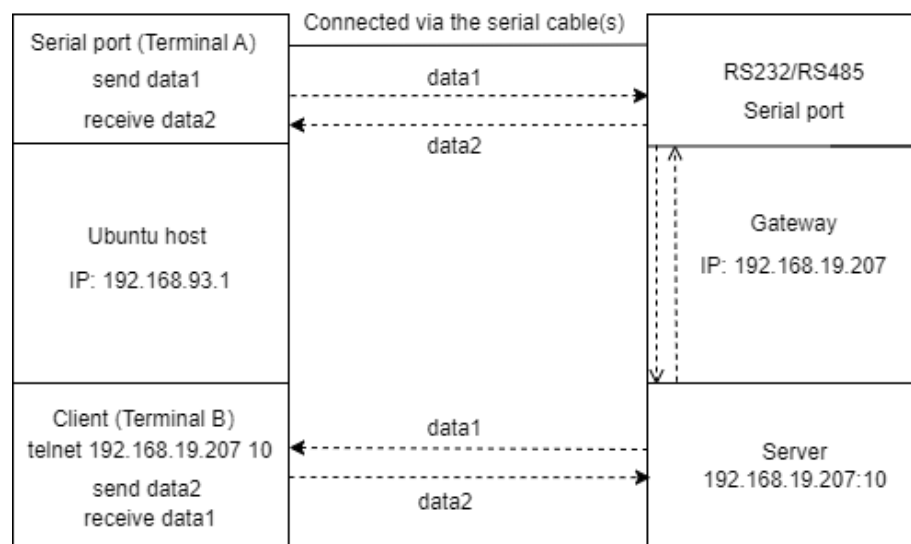 Connected via the serial cable(s)
Serial port (Terminal A)
send data1
receive data2
data1
data2
RS232/RS485
Serial port
Ubuntu host
IP: 192.168.93.1
Gateway
IP: 192.168.19.207
Client (Terminal B)
telnet 192.168.19.207 10
send data2
receive data1
data1
data2
Server
192.168.19.207:10